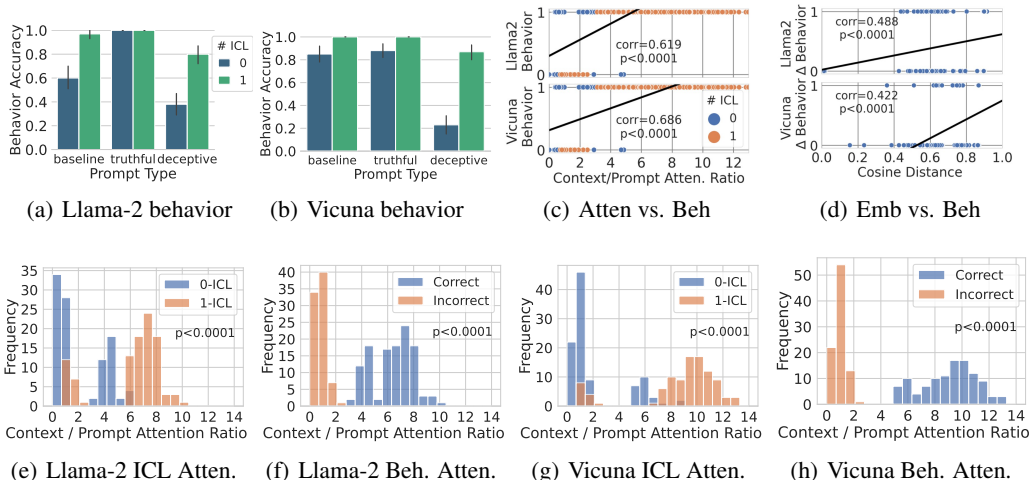 1.0
0.8
0.6
0.4
0.2
0.0
Behavior Accuracy
# ICL
0
1
baseline truthful deceptive
Prompt Type
(a) Llama-2 behavior
1.0
0.8
0.6
0.4
0.2
0.0
Behavior Accuracy
baseline truthful deceptive
Prompt Type
(b) Vicuna behavior
Llama2
Behavior
1
0
corr=0.619
p<0.0001
Vicuna
Behavior
1
0
corr=0.686
p<0.0001
# ICL
0
1
0 2 4 6 8 10 12
Context/Prompt Atten. Ratio
(c) Atten vs. Beh
Llama2
Δ Behavior
1
0
corr=0.488
p<0.0001
Vicuna
Δ Behavior
1
0
corr=0.422
p<0.0001
0.0 0.2 0.4 0.6 0.8 1.0
Cosine Distance
(d) Emb vs. Beh
35
30
25
20
15
10
5
0
Frequency
0-ICL
1-ICL
p<0.0001
0 2 4 6 8 10 12 14
Context / Prompt Attention Ratio
(e) Llama-2 ICL Atten.
40
35
30
25
20
15
10
5
0
Frequency
Correct
Incorrect
p<0.0001
0 2 4 6 8 10 12 14
Context / Prompt Attention Ratio
(f) Llama-2 Beh. Atten.
40
30
20
10
0
Frequency
0-ICL
1-ICL
p<0.0001
0 2 4 6 8 10 12 14
Context / Prompt Attention Ratio
(g) Vicuna ICL Atten.
50
40
30
20
10
0
Frequency
Correct
Incorrect
p<0.0001
0 2 4 6 8 10 12 14
Context / Prompt Attention Ratio
(h) Vicuna Beh. Atten.